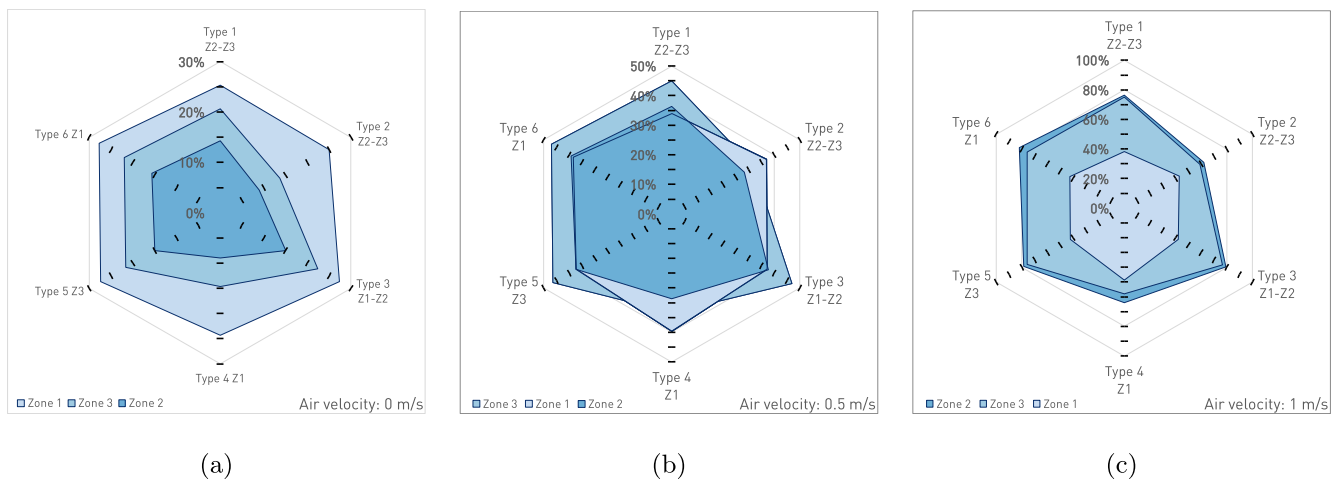 Type 1
Z2-Z3
30%
20%
10%
0%
Type 6 Z1
Type 2
Z2-Z3
Type 5 Z3
Type 3
Z1-Z2
Type 4 Z1
Zone 1 Zone 3 Zone 2
Air velocity: 0 m/s
(a)
Type 1
Z2-Z3
50%
40%
30%
20%
10%
0%
Type 6
Z1
Type 2
Z2-Z3
Type 5
Z3
Type 3
Z1-Z2
Type 4
Z1
Zone 3 Zone 1 Zone 2
Air velocity: 0.5 m/s
(b)
Type 1
Z2-Z3
100%
80%
60%
40%
20%
0%
Type 6
Z1
Type 2
Z2-Z3
Type 5
Z3
Type 3
Z1-Z2
Type 4
Z1
Zone 2 Zone 3 Zone 1
Air velocity: 1 m/s
(c)